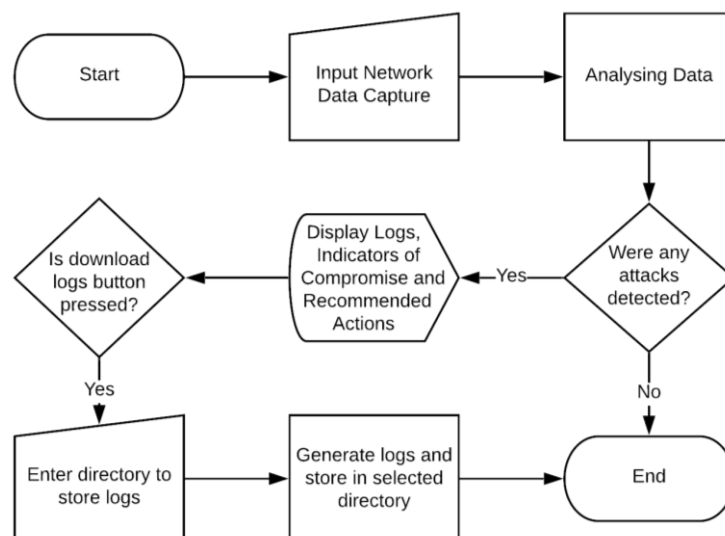 Start
Input Network
Data Capture
Analysing Data
Were any
attacks
detected?
Yes
Display Logs,
Indicators of
Compromise and
Recommended
Actions
Is download
logs button
pressed?
Yes
No
Enter directory to
store logs
Generate logs and
store in selected
directory
End